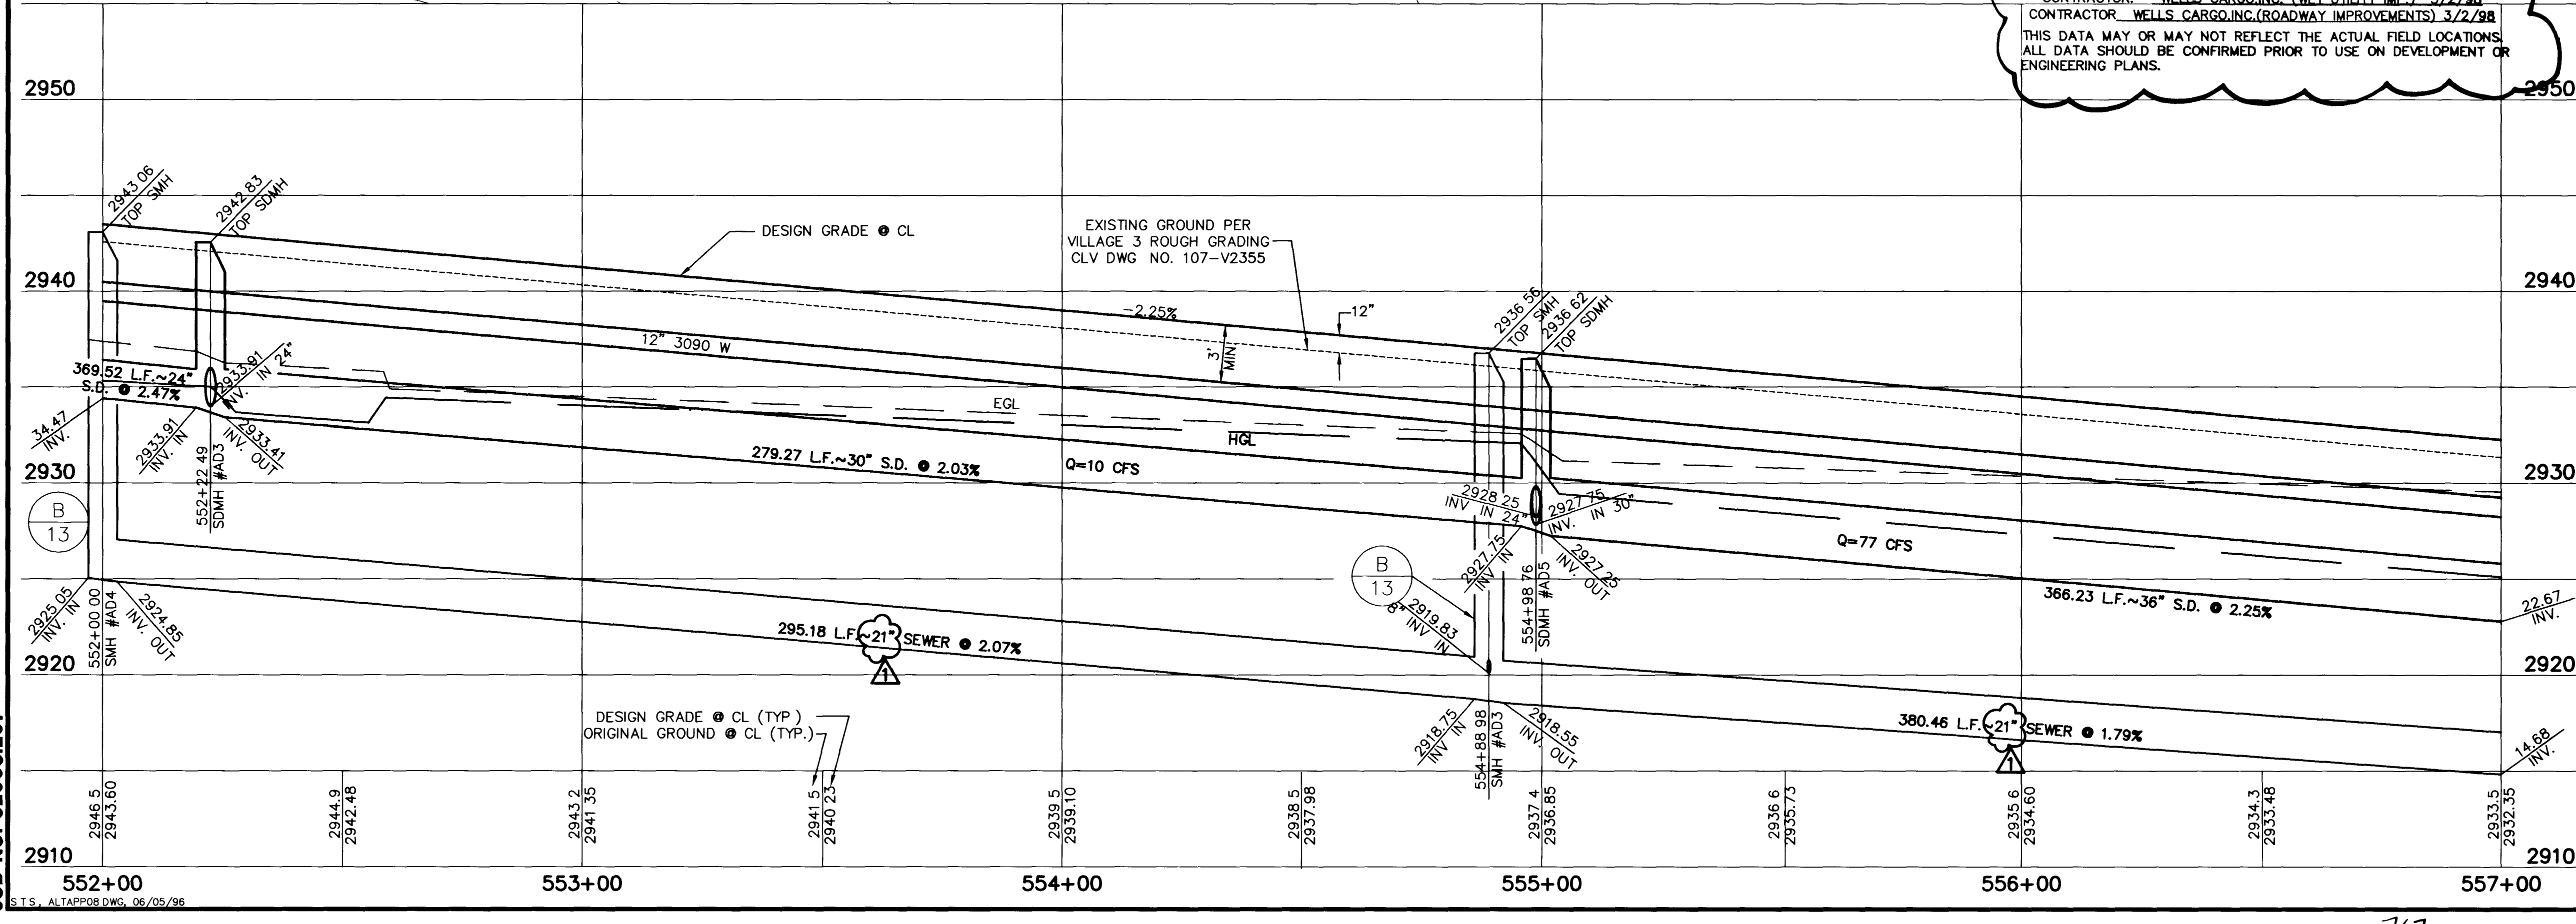 CONTRACTOR WELLS CARGO,INC.(ROADWAY IMPROVEMENTS) 3/2/98
THIS DATA MAY OR MAY NOT REFLECT THE ACTUAL FIELD LOCATIONS.
ALL DATA SHOULD BE CONFIRMED PRIOR TO USE ON DEVELOPMENT OR
ENGINEERING PLANS.
2950
2950
2943.06
TOP SMH
2942.83
TOP SDMH
DESIGN GRADE @ CL
EXISTING GROUND PER
VILLAGE 3 ROUGH GRADING
CLV DWG NO. 107-V2355
2940
2940
-2.25%
12"
3'
MIN.
2936 56
TOP SMH
2936 62
TOP SDMH
12" 3090 W
369.52 L.F.~24"
S.D. @ 2.47%
2933.91
INV. IN 24"
34.47
INV.
2933.91
INV. IN
2933.41
INV. OUT
EGL
HGL
279.27 L.F.~30" S.D. @ 2.03%
Q=10 CFS
2930
2930
552+22 49
SDMH #AD3
B
13
2928 25
INV IN 24"
2927 75
INV. IN 30"
2927.75
INV IN
2927.25
INV. OUT
Q=77 CFS
554+98 76
SDMH #AD5
B
13
366.23 L.F.~36" S.D. @ 2.25%
22.67
INV.
2925 05
INV. IN
552+00 00
SMH #AD4
2924.85
INV. OUT
295.18 L.F.~21" SEWER @ 2.07%
1
2919.83
8" INV IN
2920
2920
2918.75
INV IN
554+88 98
SMH #AD3
2918.55
INV. OUT
380.46 L.F.~21" SEWER @ 1.79%
1
14.68
INV.
DESIGN GRADE @ CL (TYP )
ORIGINAL GROUND @ CL (TYP.)
2946 5
2943.60
2944.9
2942.48
2943 2
2941 35
2941 5
2940 23
2939 5
2939.10
2938 5
2937.98
2937 4
2936.85
2936 6
2935.73
2935 6
2934.60
2934.3
2933.48
2933.5
2932.35
2910
2910
552+00
553+00
554+00
555+00
556+00
557+00
S T S , ALTAPP08 DWG, 06/05/96